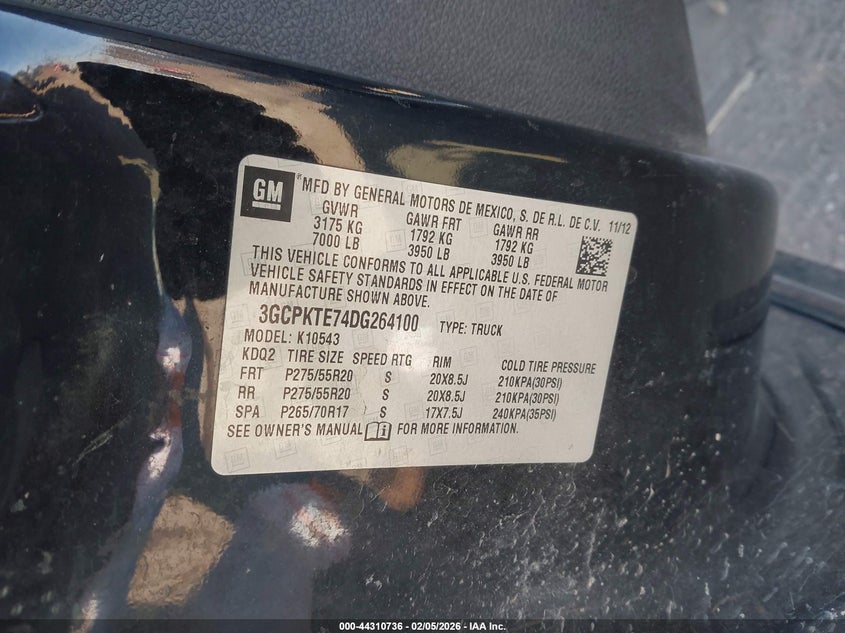 GM
® MFD BY GENERAL MOTORS DE MEXICO, S. DE R.L. DE C.V. 11/12
GVWR GAWR FRT GAWR RR
3175 KG 1792 KG 1792 KG
7000 LB 3950 LB 3950 LB
THIS VEHICLE CONFORMS TO ALL APPLICABLE U.S. FEDERAL MOTOR
VEHICLE SAFETY STANDARDS IN EFFECT ON THE DATE OF
MANUFACTURE SHOWN ABOVE.
3GCPKTE74DG264100 TYPE: TRUCK
MODEL: K10543
KDQ2 TIRE SIZE SPEED RTG RIM COLD TIRE PRESSURE
FRT P275/55R20 S 20X8.5J 210KPA(30PSI)
RR P275/55R20 S 20X8.5J 210KPA(30PSI)
SPA P265/70R17 S 17X7.5J 240KPA(35PSI)
SEE OWNER'S MANUAL i FOR MORE INFORMATION.
000-44310736 - 02/05/2026 - IAA Inc.